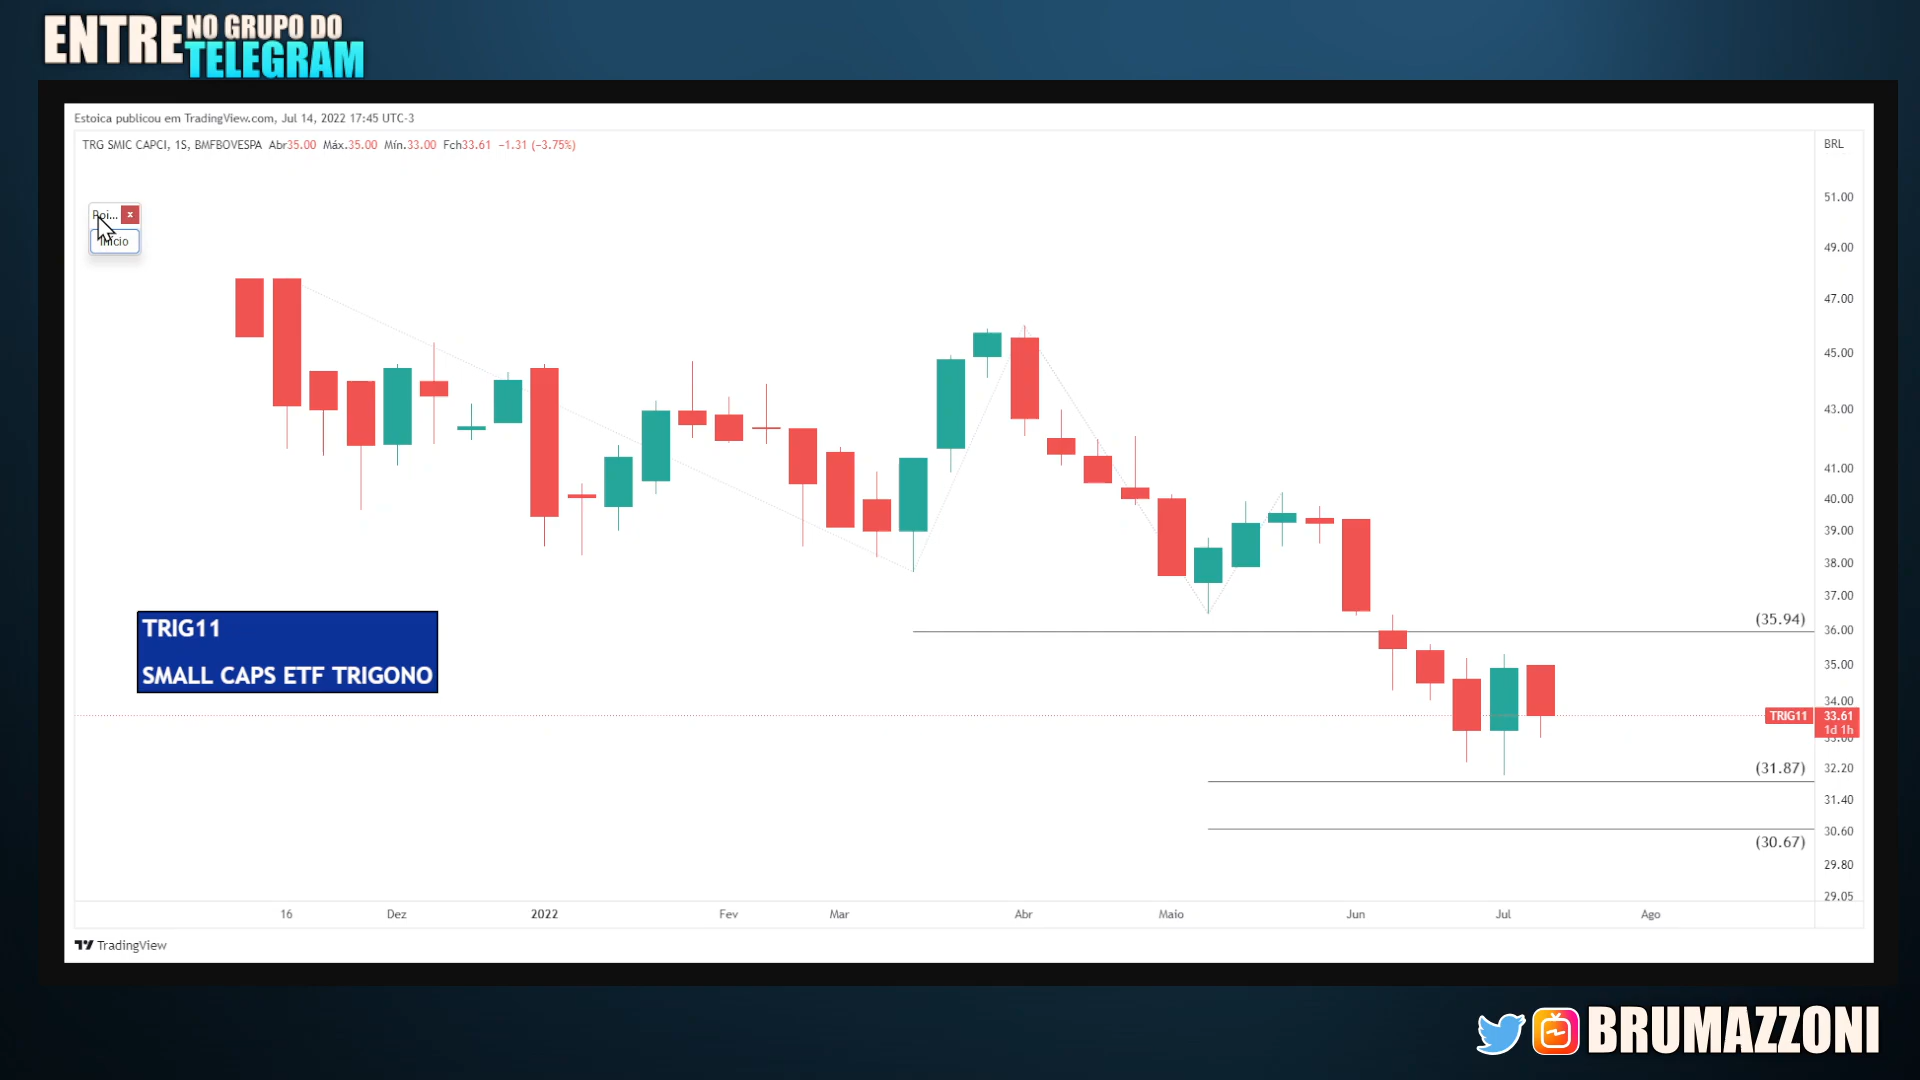 ENTRE NO GRUPO DO
TELEGRAM
Estoica publicou em TradingView.com, Jul 14, 2022 17:45 UTC-3
TRG SMIC CAPCI, 1S, BMFBOVESPA Abr35.00 Máx.35.00 Mín.33.00 Fch33.61 −1.31 (−3.75%)
BRL
51.00
49.00
47.00
45.00
43.00
41.00
40.00
39.00
38.00
37.00
36.00
35.00
34.00
TRIG11 33.61
1d 1h
33.00
32.20
31.40
30.60
29.80
29.05
Poi... x
Início
(35.94)
(31.87)
(30.67)
TRIG11
SMALL CAPS ETF TRIGONO
16 Dez 2022 Fev Mar Abr Maio Jun Jul Ago
TradingView
BRUMAZZONI